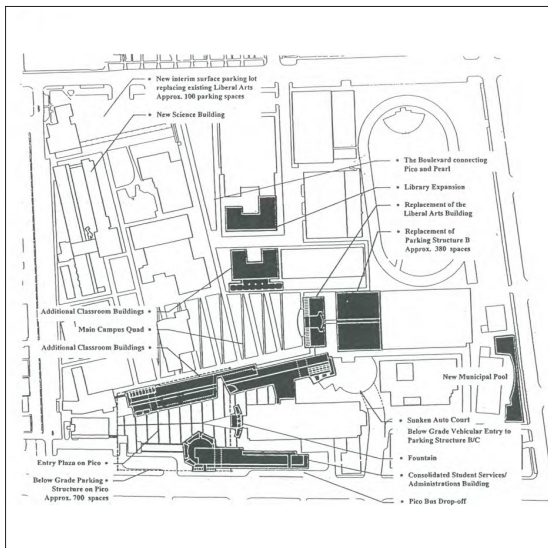 • New interim surface parking lot
replacing existing Liberal Arts
Approx. 100 parking spaces
• New Science Building
• The Boulevard connecting
Pico and Pearl
• Library Expansion
• Replacement of the
Liberal Arts Building
• Replacement of
Parking Structure B
Approx. 380 spaces
Additional Classroom Buildings •
Main Campus Quad •
Additional Classroom Buildings •
New Municipal Pool
• Sunken Auto Court
Below Grade Vehicular Entry to
Parking Structure B/C
• Fountain
Entry Plaza on Pico •
• Consolidated Student Services/
Administrations Building
Below Grade Parking •
Structure on Pico
Approx. 700 spaces
• Pico Bus Drop-off